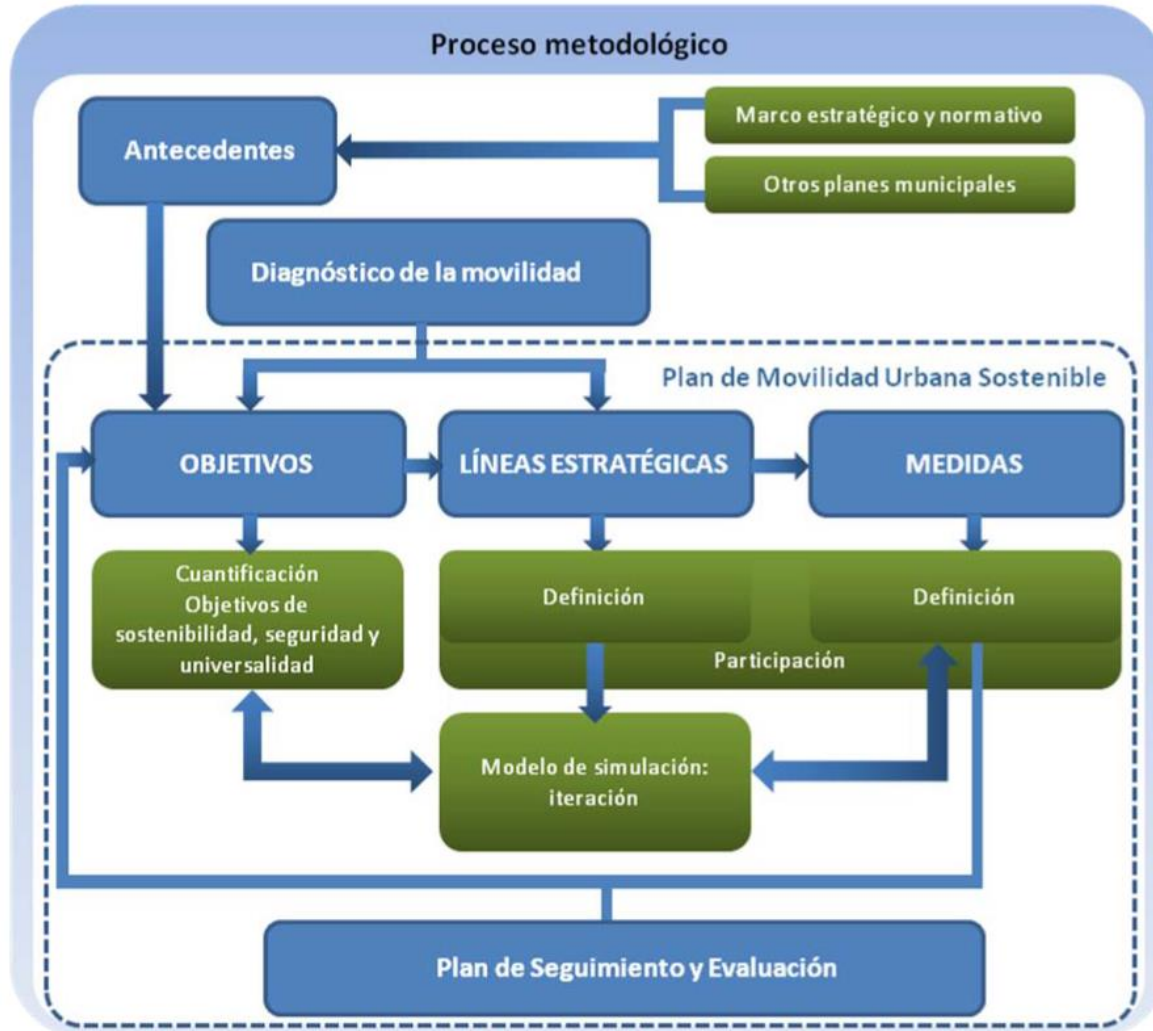 Proceso metodológico
Marco estratégico y normativo
Antecedentes
Otros planes municipales
Diagnóstico de la movilidad
Plan de Movilidad Urbana Sostenible
OBJETIVOS
LÍNEAS ESTRATÉGICAS
MEDIDAS
Cuantificación
Objetivos de
sostenibilidad, seguridad y
universalidad
Definición
Definición
Participación
Modelo de simulación:
iteración
Plan de Seguimiento y Evaluación